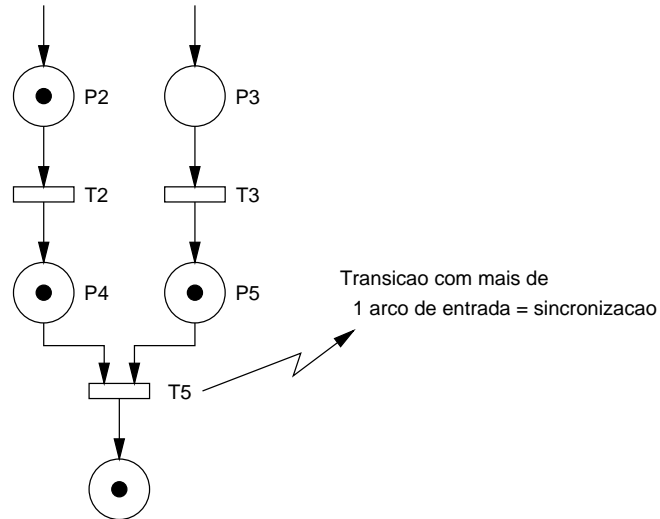 P2
P3
T2
T3
P4
P5
Transicao com mais de
1 arco de entrada = sincronizacao
T5